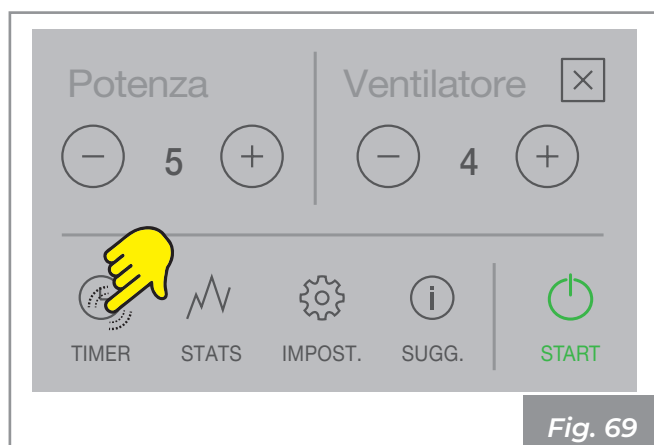 Potenza Ventilatore
5 4
TIMER STATS IMPOST. SUGG. START
Fig. 69